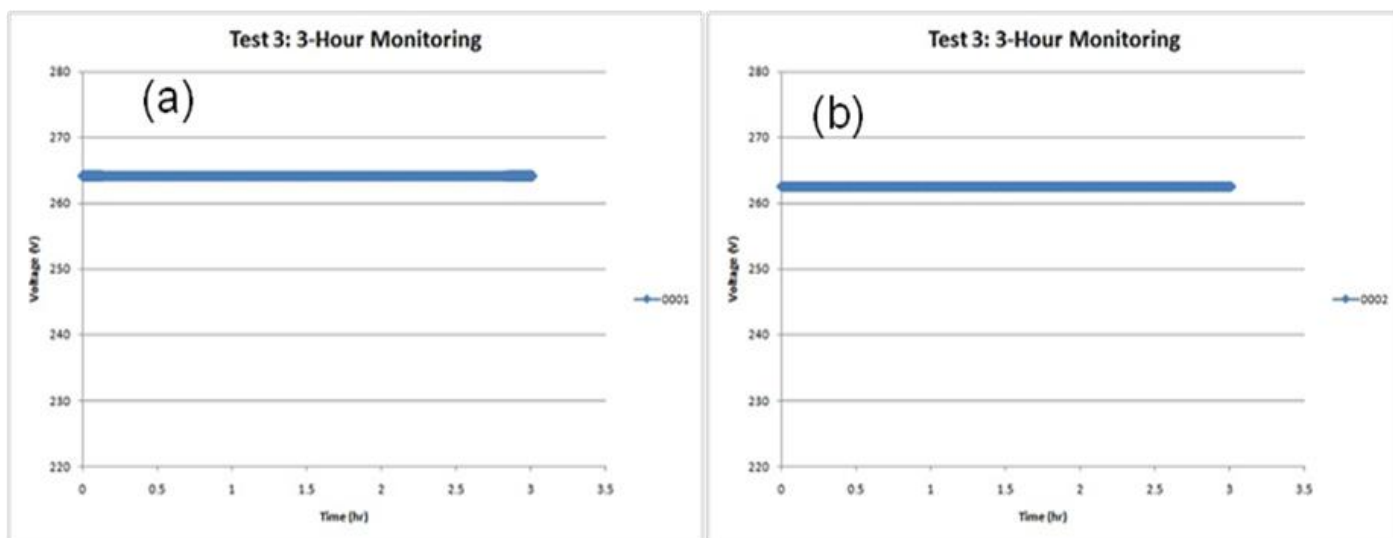 Test 3: 3-Hour Monitoring
(a)
280
270
260
250
240
230
220
Voltage (V)
0 0.5 1 1.5 2 2.5 3 3.5
Time (hr)
0001
Test 3: 3-Hour Monitoring
(b)
280
270
260
250
240
230
220
Voltage (V)
0 0.5 1 1.5 2 2.5 3 3.5
Time (hr)
0002